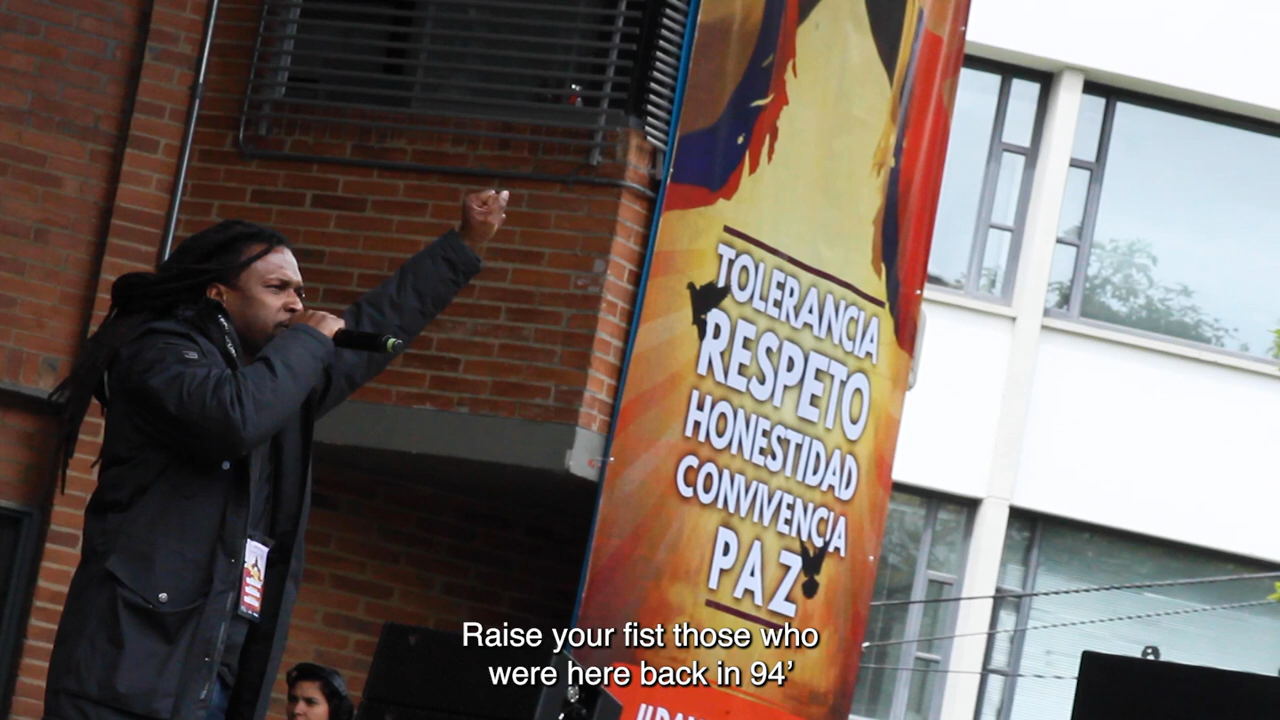 TOLERANCIA
RESPETO
HONESTIDAD
CONVIVENCIA
PAZ
Raise your fist those who
were here back in 94’